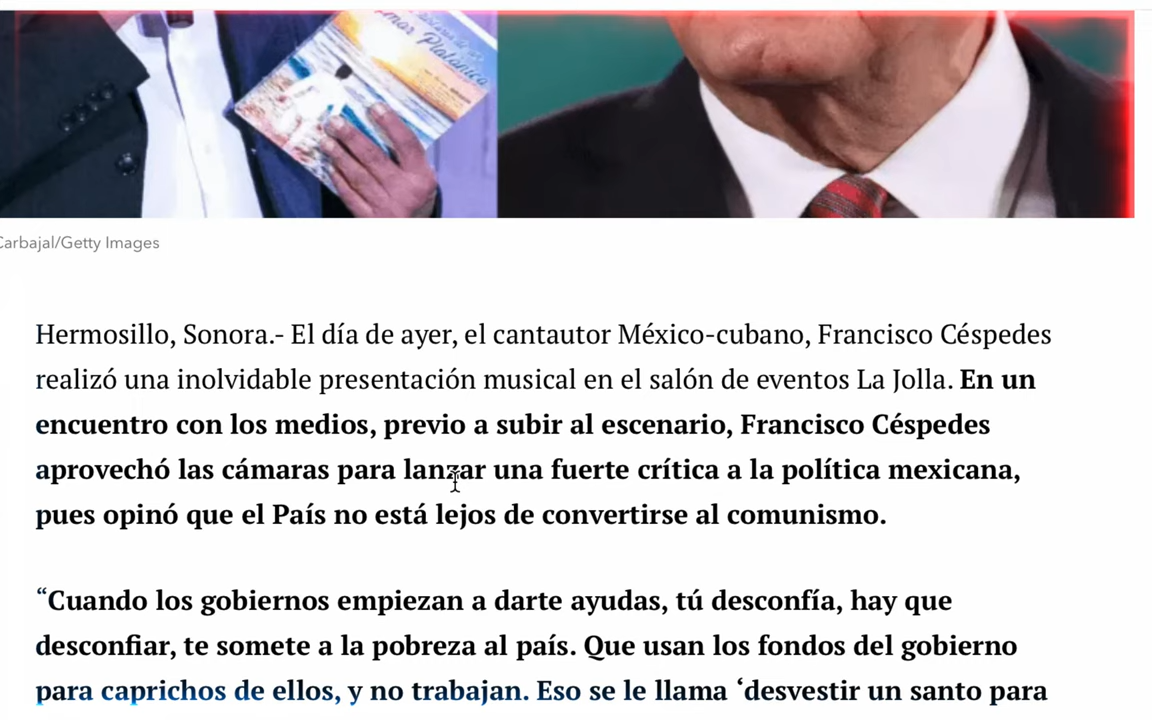 Amor Platónico
Carbajal/Getty Images
Hermosillo, Sonora.- El día de ayer, el cantautor México-cubano, Francisco Céspedes
realizó una inolvidable presentación musical en el salón de eventos La Jolla. En un
encuentro con los medios, previo a subir al escenario, Francisco Céspedes
aprovechó las cámaras para lanzar una fuerte crítica a la política mexicana,
pues opinó que el País no está lejos de convertirse al comunismo.
“Cuando los gobiernos empiezan a darte ayudas, tú desconfía, hay que
desconfiar, te somete a la pobreza al país. Que usan los fondos del gobierno
para caprichos de ellos, y no trabajan. Eso se le llama ‘desvestir un santo para